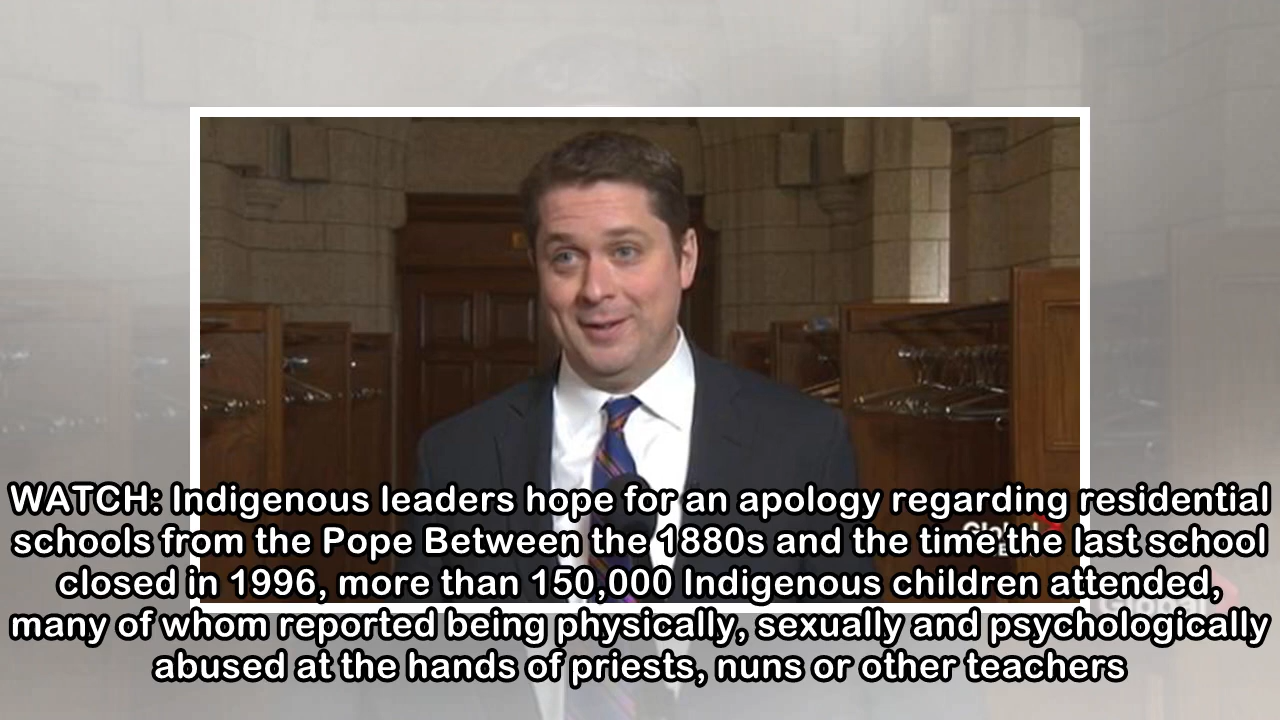 WATCH: Indigenous leaders hope for an apology regarding residential
schools from the Pope Between the 1880s and the time the last school
closed in 1996, more than 150,000 Indigenous children attended,
many of whom reported being physically, sexually and psychologically
abused at the hands of priests, nuns or other teachers
Global